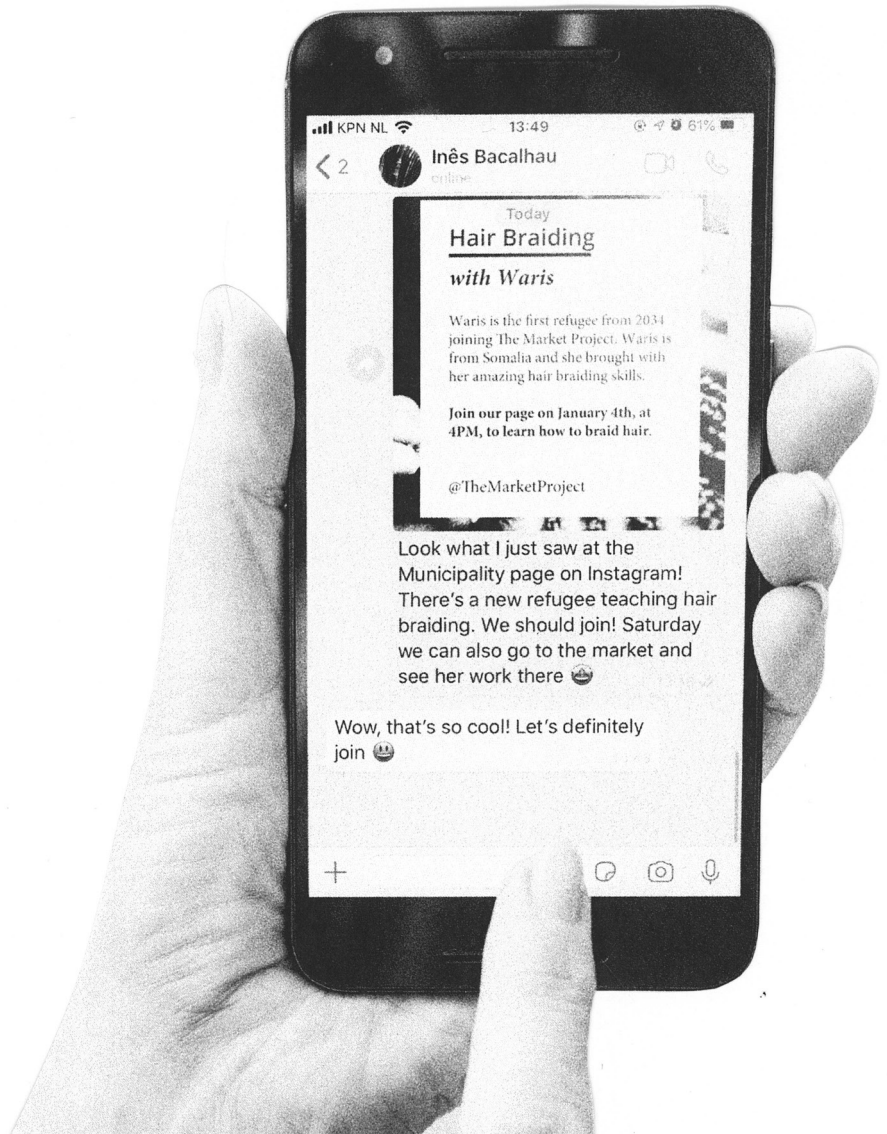 KPN NL 13:49 61%
2 Inês Bacalhau
online
Today
Hair Braiding
with Waris
Waris is the first refugee from 2034
joining The Market Project. Waris is
from Somalia and she brought with
her amazing hair braiding skills.
Join our page on January 4th, at
4PM, to learn how to braid hair.
@TheMarketProject
Look what I just saw at the
Municipality page on Instagram!
There's a new refugee teaching hair
braiding. We should join! Saturday
we can also go to the market and
see her work there 🤩
Wow, that's so cool! Let's definitely
join 😃